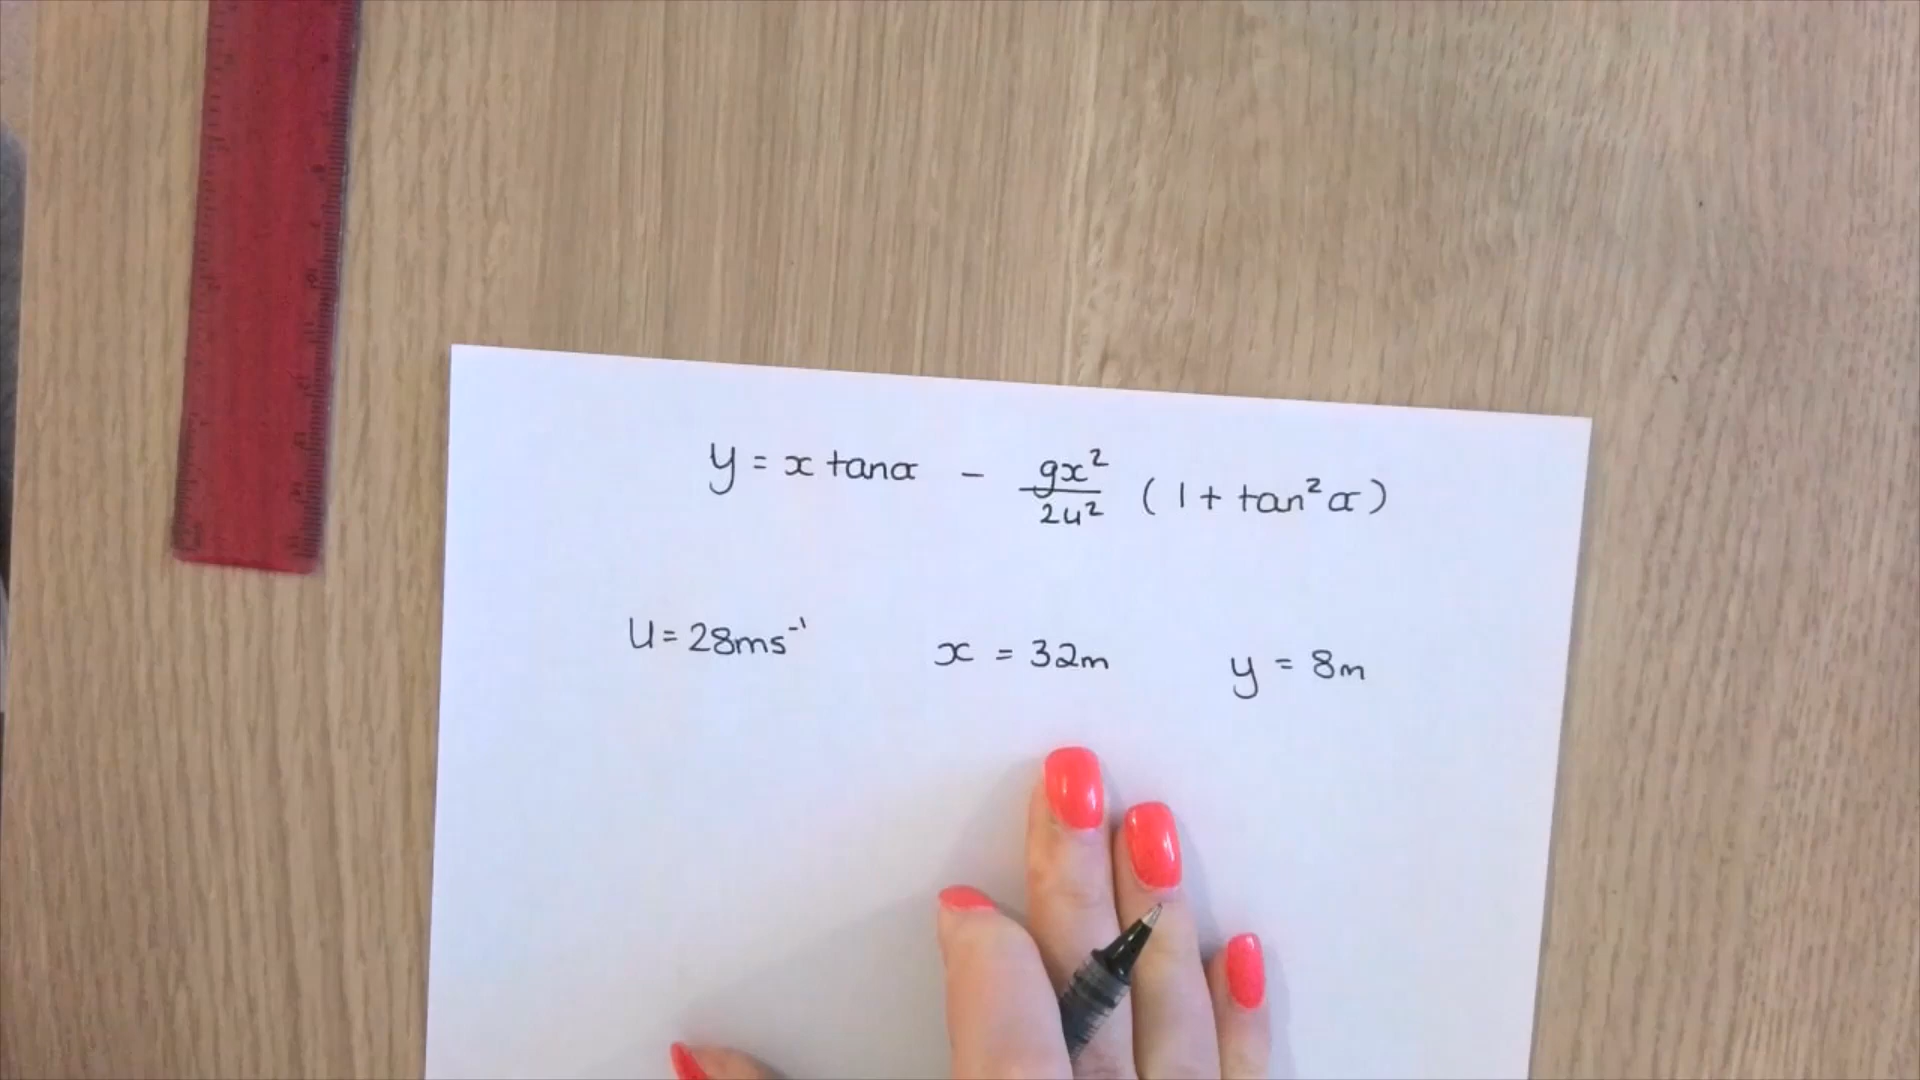 y = x tanα - gx²/2u² (1 + tan²α)
u = 28ms⁻¹ x = 32m y = 8m